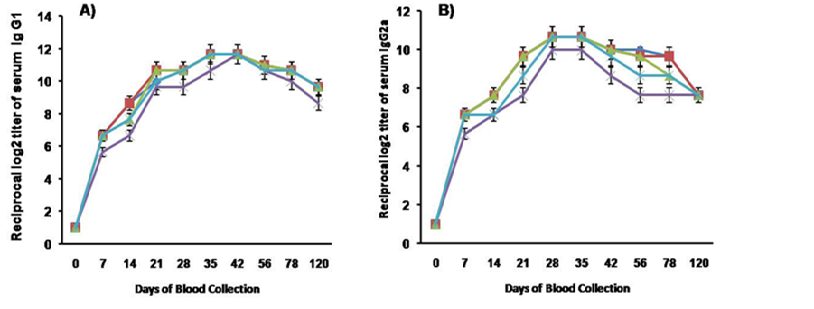 A)
Reciprocal log2 titer of serum Ig G1
14
12
10
8
6
4
2
0
0 7 14 21 28 35 42 56 78 120
Days of Blood Collection
B)
Reciprocal log2 titer of serum IgG2a
12
10
8
6
4
2
0
0 7 14 21 28 35 42 56 78 120
Days of Blood Collection